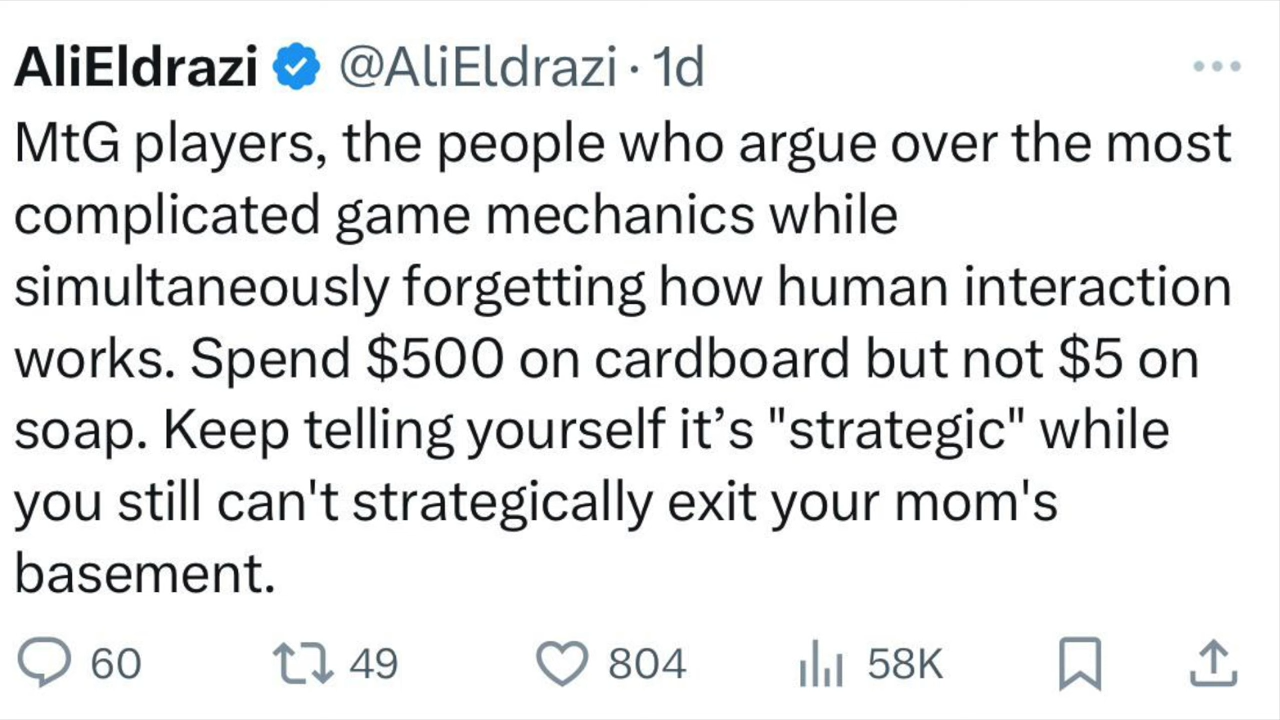 AliEldrazi @AliEldrazi · 1d
MtG players, the people who argue over the most
complicated game mechanics while
simultaneously forgetting how human interaction
works. Spend $500 on cardboard but not $5 on
soap. Keep telling yourself it’s "strategic" while
you still can't strategically exit your mom's
basement.
60 49 804 58K